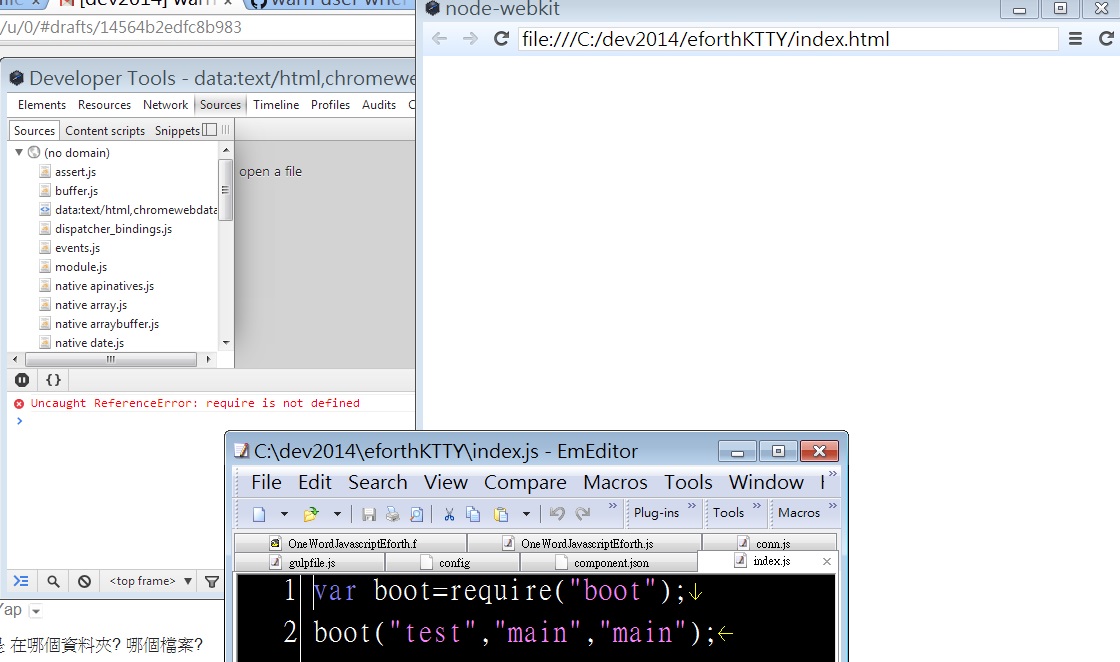 [dev2014] warn
warn user when
/u/0/#drafts/14564b2edfc8b983
node-webkit
file:///C:/dev2014/eforthKTTY/index.html
Developer Tools - data:text/html,chromewe
Elements Resources Network Sources Timeline Profiles Audits C
Sources Content scripts Snippets
(no domain)
assert.js
buffer.js
data:text/html,chromewebdata
dispatcher_bindings.js
events.js
module.js
native apinatives.js
native array.js
native arraybuffer.js
native date.js
open a file
Uncaught ReferenceError: require is not defined
<top frame>
Yap
在哪個資料夾? 哪個檔案?
C:\dev2014\eforthKTTY\index.js - EmEditor
File Edit Search View Compare Macros Tools Window
Plug-ins » Tools » Macros »
OneWordJavascriptEforth.f OneWordJavascriptEforth.js conn.js
gulpfile.js config component.json index.js
1 var boot=require("boot");↓
2 boot("test","main","main");←